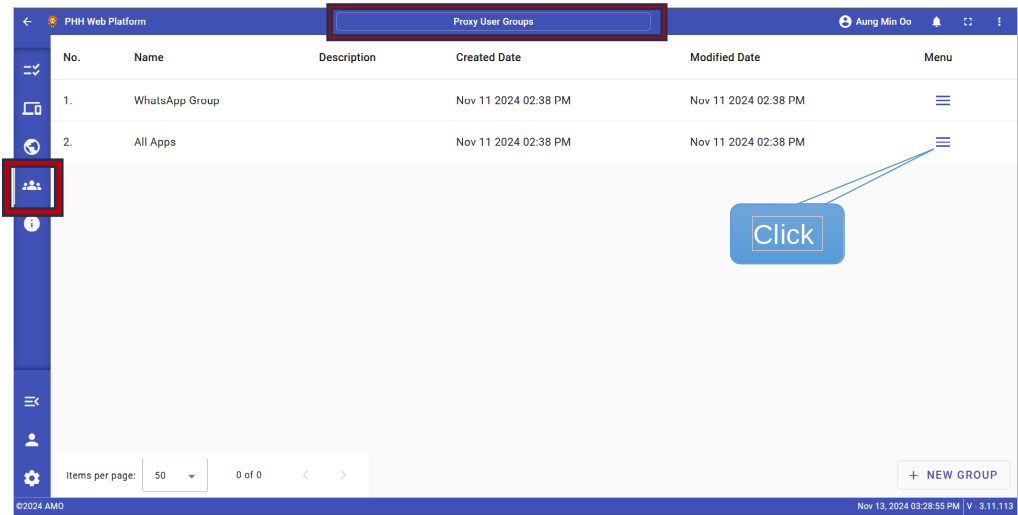 PHH Web Platform
Proxy User Groups
Aung Min Oo
No. Name Description Created Date Modified Date Menu
1. WhatsApp Group Nov 11 2024 02:38 PM Nov 11 2024 02:38 PM
2. All Apps Nov 11 2024 02:38 PM Nov 11 2024 02:38 PM
Click
Items per page: 50 0 of 0
+ NEW GROUP
©2024 AMO
Nov 13, 2024 03:28:55 PM V - 3.11.113